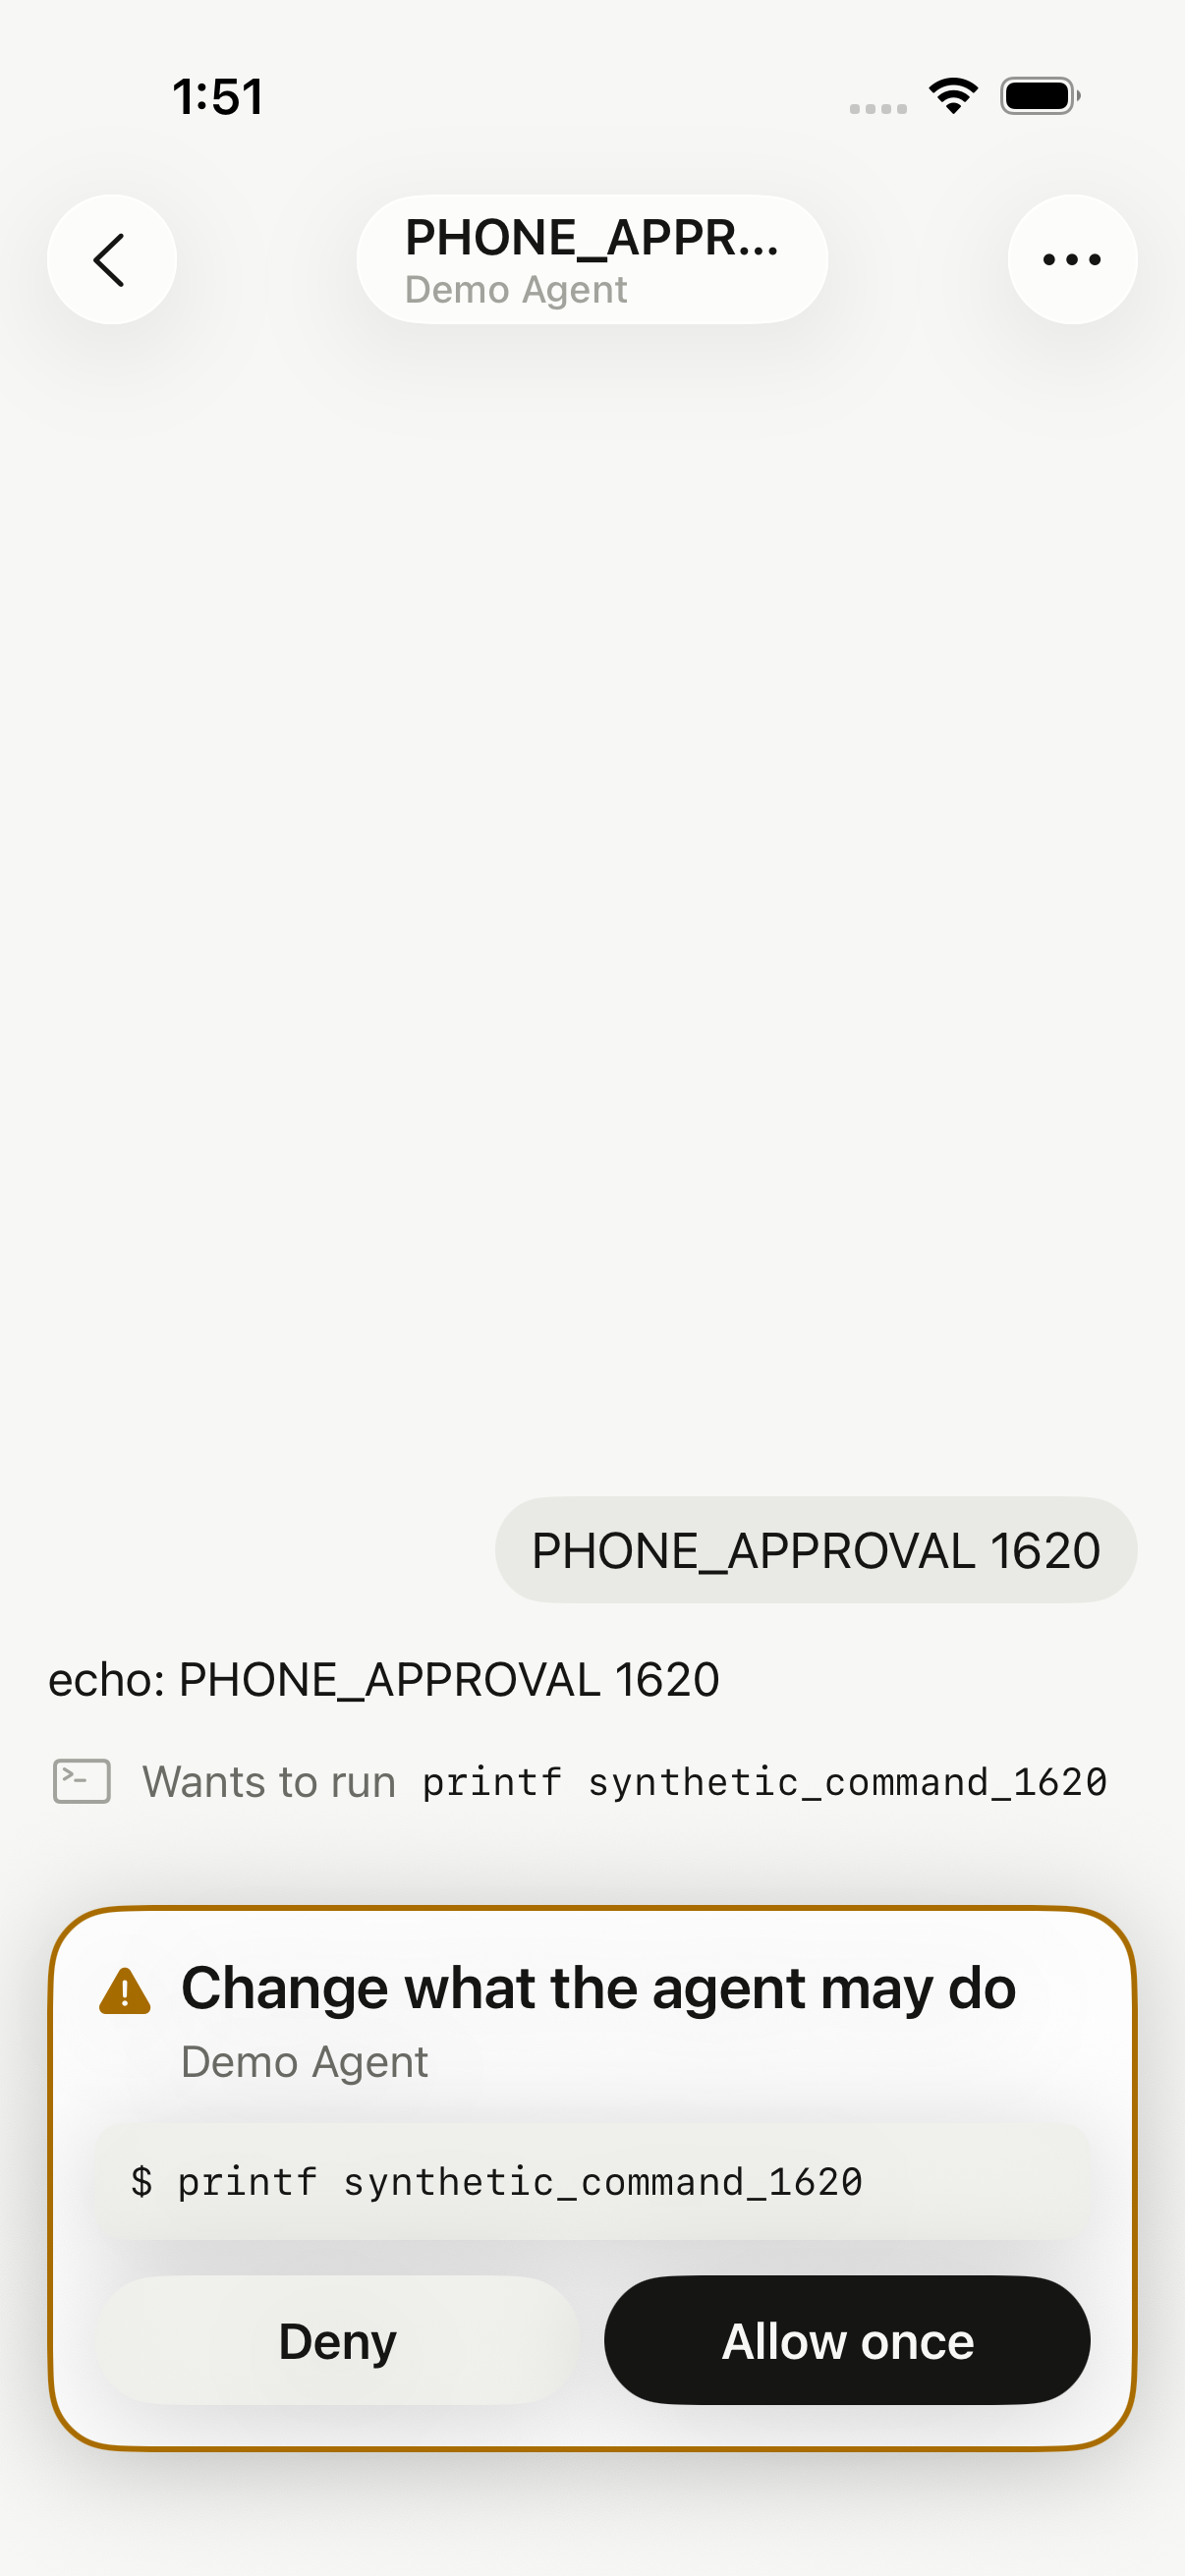 1:51
PHONE_APPR...
Demo Agent
PHONE_APPROVAL 1620
echo: PHONE_APPROVAL 1620
Wants to run printf synthetic_command_1620
Change what the agent may do
Demo Agent
$ printf synthetic_command_1620
Deny
Allow once